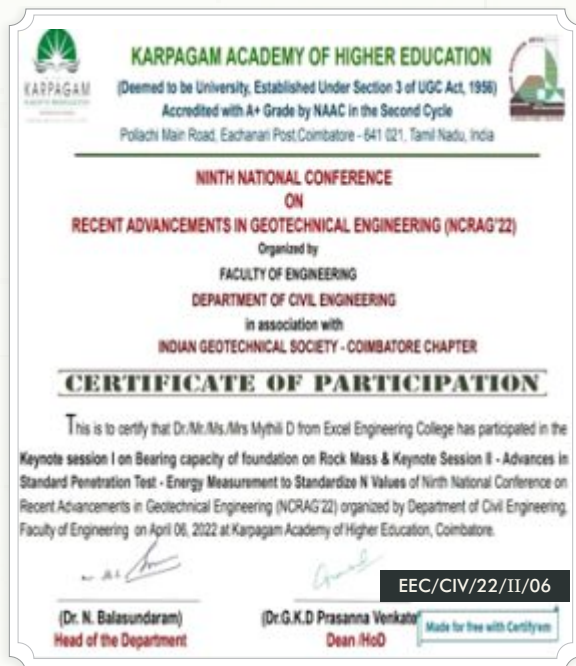 KARPAGAM
KARPAGAM ACADEMY OF HIGHER EDUCATION
(Deemed to be University, Established Under Section 3 of UGC Act, 1956)
Accredited with A+ Grade by NAAC in the Second Cycle
Pollachi Main Road, Eachanari Post,Coimbatore - 641 021, Tamil Nadu, India
NINTH NATIONAL CONFERENCE
ON
RECENT ADVANCEMENTS IN GEOTECHNICAL ENGINEERING (NCRAG'22)
Organized by
FACULTY OF ENGINEERING
DEPARTMENT OF CIVIL ENGINEERING
in association with
INDIAN GEOTECHNICAL SOCIETY - COIMBATORE CHAPTER
CERTIFICATE OF PARTICIPATION
This is to certify that Dr./Mr./Ms./Mrs Mythili D from Excel Engineering College has participated in the
Keynote session I on Bearing capacity of foundation on Rock Mass & Keynote Session II - Advances in
Standard Penetration Test - Energy Measurement to Standardize N Values of Ninth National Conference on
Recent Advancements in Geotechnical Engineering (NCRAG'22) organized by Department of Civil Engineering,
Faculty of Engineering on April 06, 2022 at Karpagam Academy of Higher Education, Coimbatore.
EEC/CIV/22/II/06
(Dr. N. Balasundaram)
Head of the Department
(Dr.G.K.D Prasanna Venkate
Dean /HoD
Made for free with Certify'em